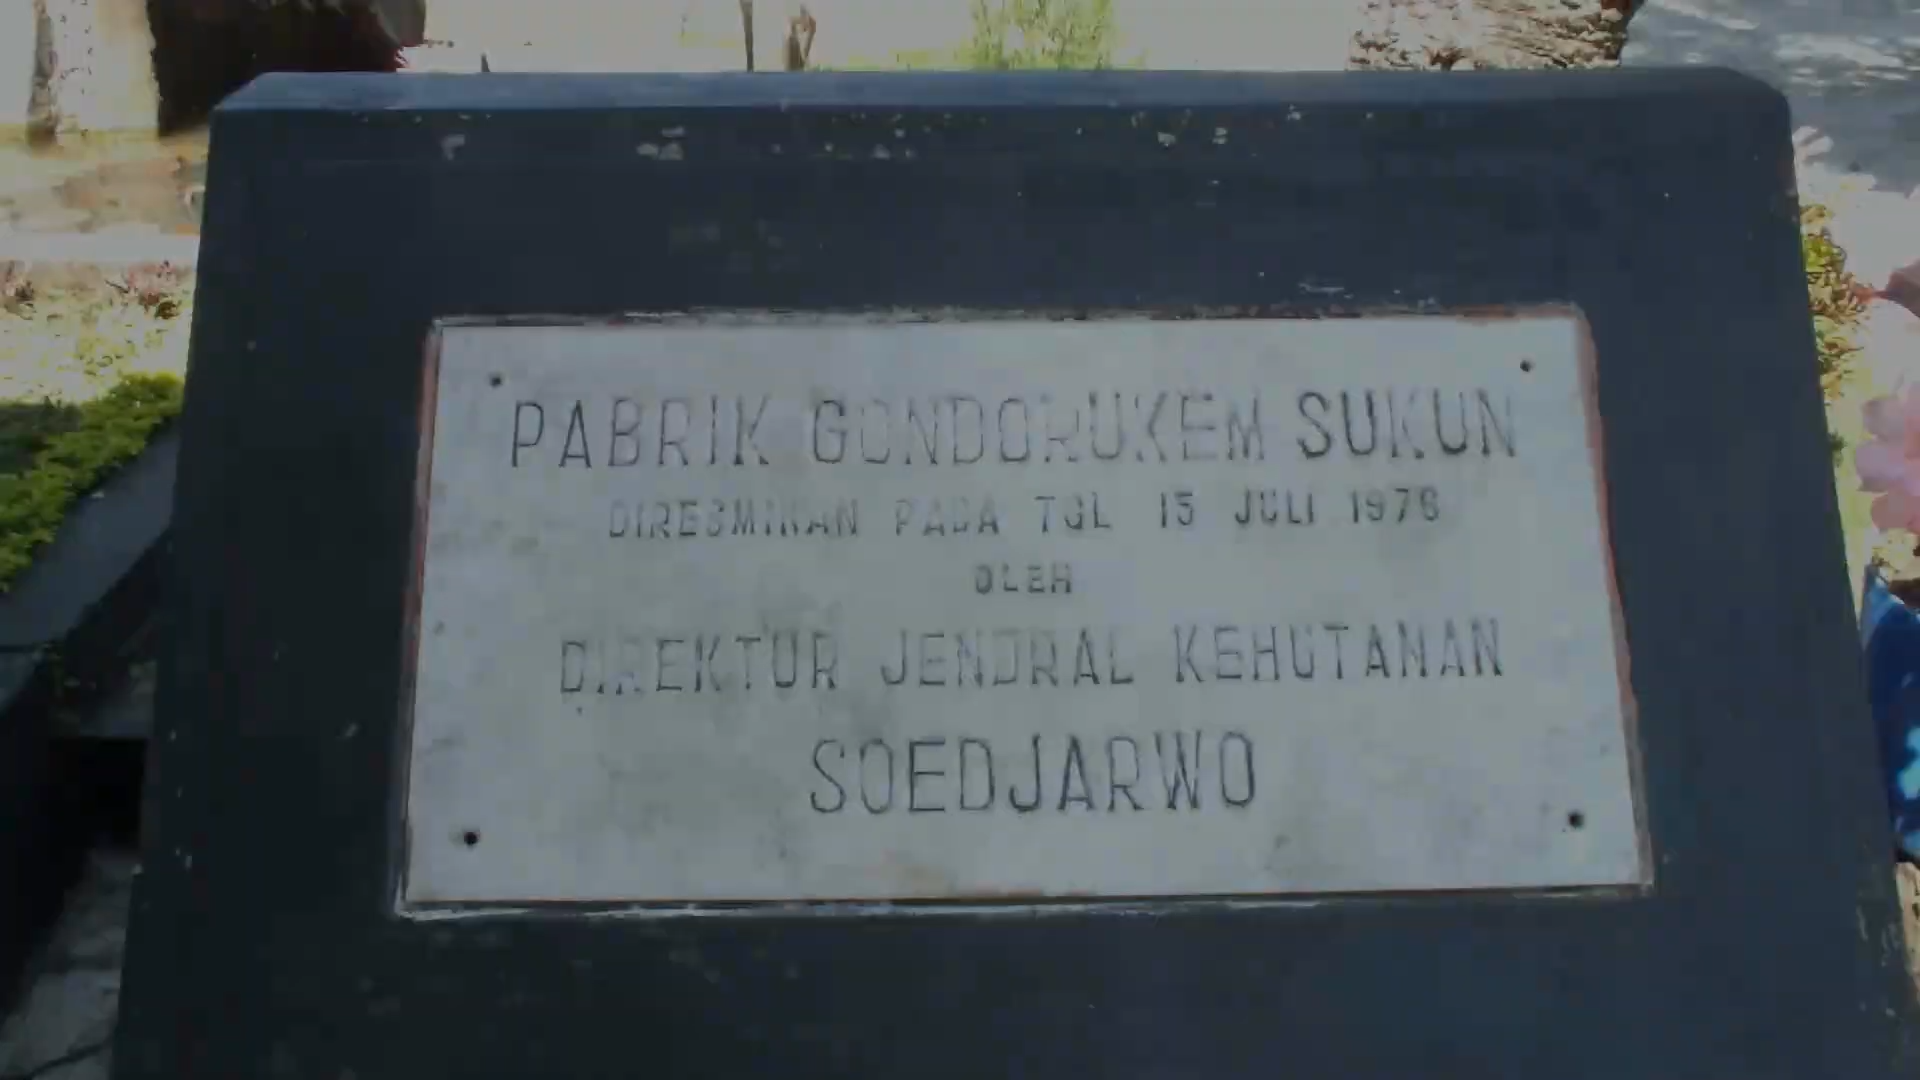 PABRIK GONDORUKEM SUKUN
DIRESMIKAN PADA TGL 15 JULI 1976
OLEH
DIREKTUR JENDRAL KEHUTANAN
SOEDJARWO